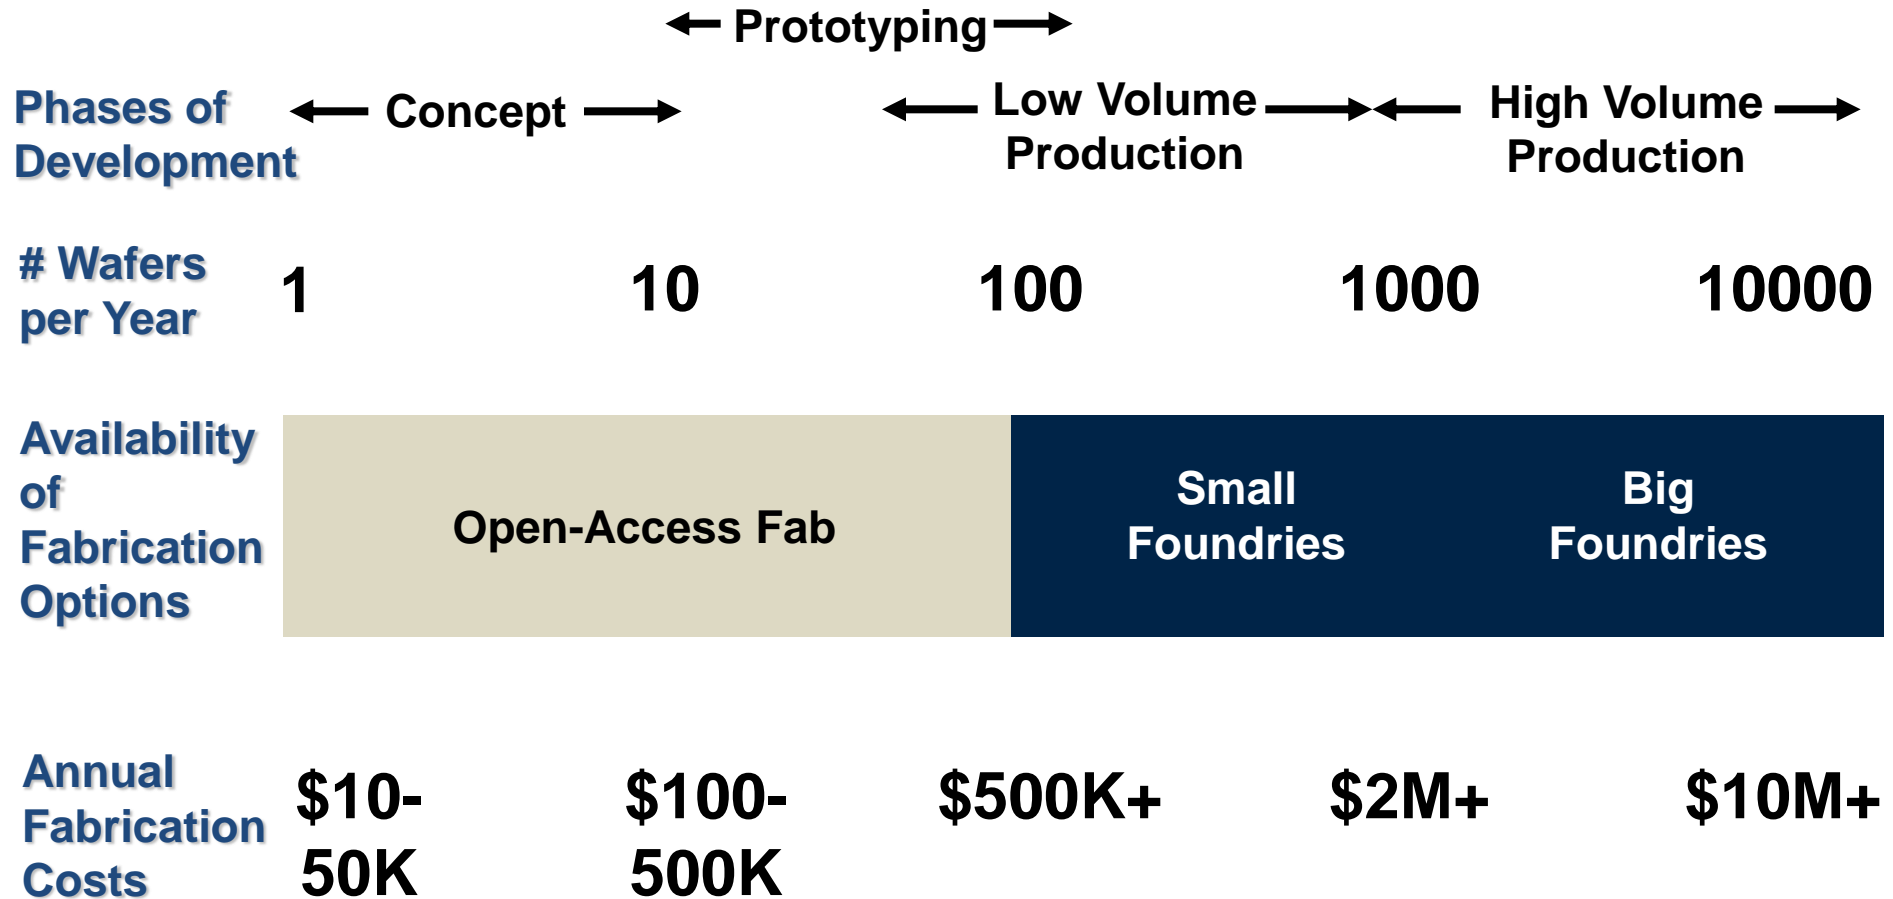 Prototyping
Phases of
Development
Concept
Low Volume
Production
High Volume
Production
# Wafers
per Year
1
10
100
1000
10000
Availability
of
Fabrication
Options
Open-Access Fab
Small
Foundries
Big
Foundries
Annual
Fabrication
Costs
$10-
50K
$100-
500K
$500K+
$2M+
$10M+